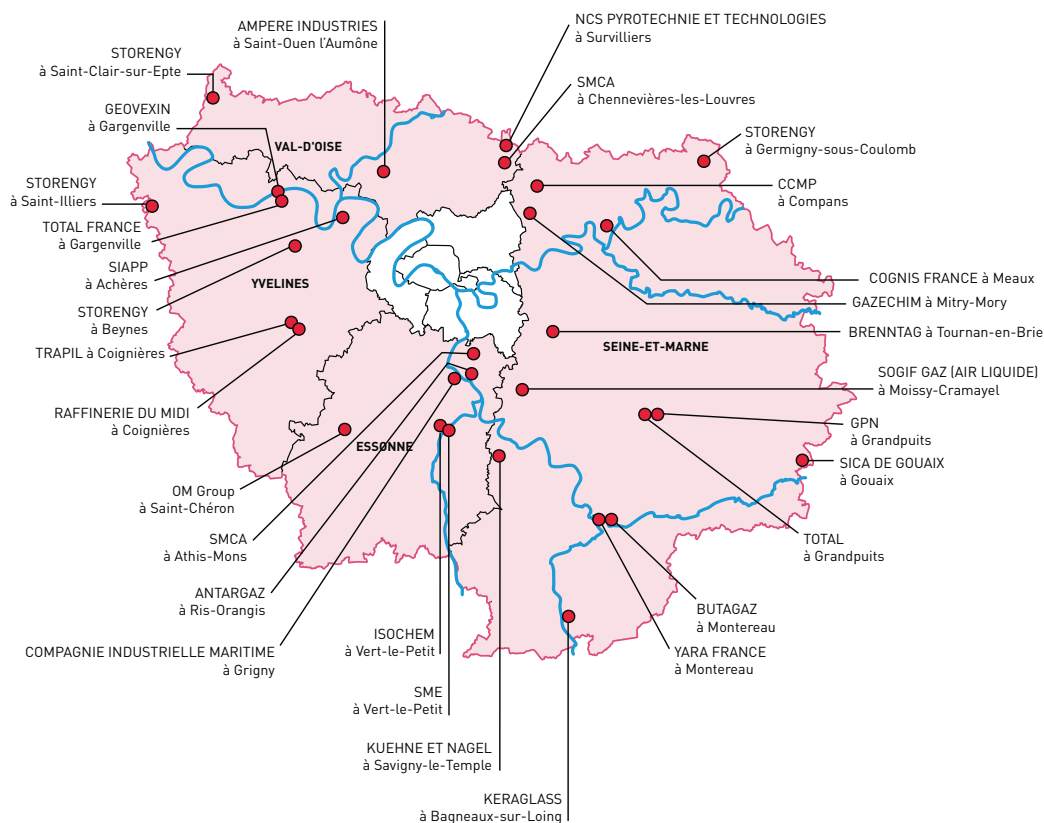 AMPERE INDUSTRIES
à Saint-Ouen l'Aumône
NCS PYROTECHNIE ET TECHNOLOGIES
à Survilliers
STORENGY
à Saint-Clair-sur-Epte
SMCA
à Chennevières-les-Louvres
GEOVEXIN
à Gargenville
VAL-D'OISE
STORENGY
à Germigny-sous-Coulomb
STORENGY
à Saint-Illiers
CCMP
à Compans
TOTAL FRANCE
à Gargenville
SIAPP
à Achères
YVELINES
COGNIS FRANCE à Meaux
GAZECHIM à Mitry-Mory
STORENGY
à Beynes
BRENNTAG à Tournan-en-Brie
SEINE-ET-MARNE
TRAPIL à Coignières
SOGIF GAZ (AIR LIQUIDE)
à Moissy-Cramayel
RAFFINERIE DU MIDI
à Coignières
GPN
à Grandpuits
ESSONNE
SICA DE GOUAIX
à Gouaix
OM Group
à Saint-Chéron
SMCA
à Athis-Mons
TOTAL
à Grandpuits
ANTARGAZ
à Ris-Orangis
BUTAGAZ
à Montereau
ISOCHEM
à Vert-le-Petit
COMPAGNIE INDUSTRIELLE MARITIME
à Grigny
YARA FRANCE
à Montereau
SME
à Vert-le-Petit
KUEHNE ET NAGEL
à Savigny-le-Temple
KERAGLASS
à Bagneaux-sur-Loing